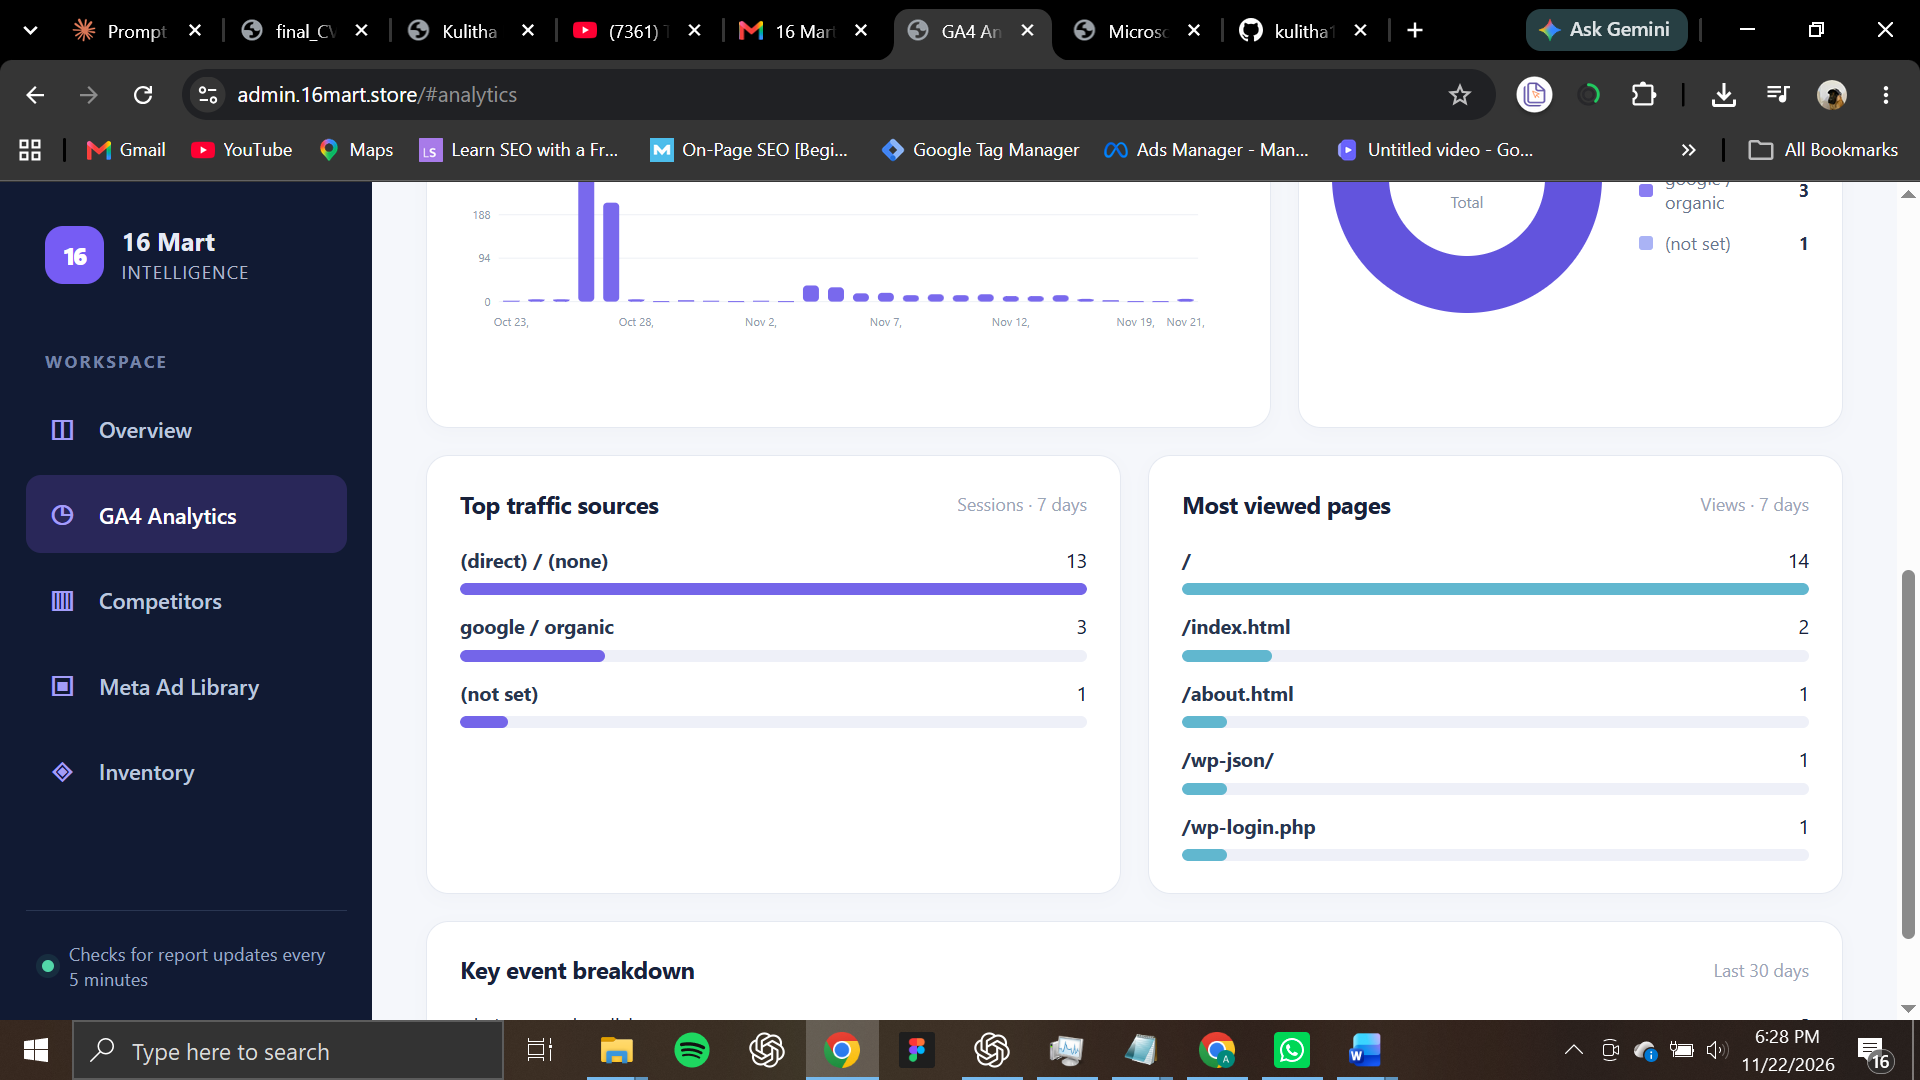 Prompt
final_CV
Kulitha
(7361)
16 Mart
GA4 An
Microsc
kulitha1
Ask Gemini
admin.16mart.store/#analytics
Gmail
YouTube
Maps
Learn SEO with a Fr...
On-Page SEO [Begi...
Google Tag Manager
Ads Manager - Man...
Untitled video - Go...
All Bookmarks
16
16 Mart
INTELLIGENCE
WORKSPACE
Overview
GA4 Analytics
Competitors
Meta Ad Library
Inventory
Checks for report updates every
5 minutes
188
94
0
Oct 23,
Oct 28,
Nov 2,
Nov 7,
Nov 12,
Nov 19,
Nov 21,
Total
google /
organic
3
(not set)
1
Top traffic sources
Sessions · 7 days
(direct) / (none)
13
google / organic
3
(not set)
1
Most viewed pages
Views · 7 days
/
14
/index.html
2
/about.html
1
/wp-json/
1
/wp-login.php
1
Key event breakdown
Last 30 days
Type here to search
6:28 PM
11/22/2026
16